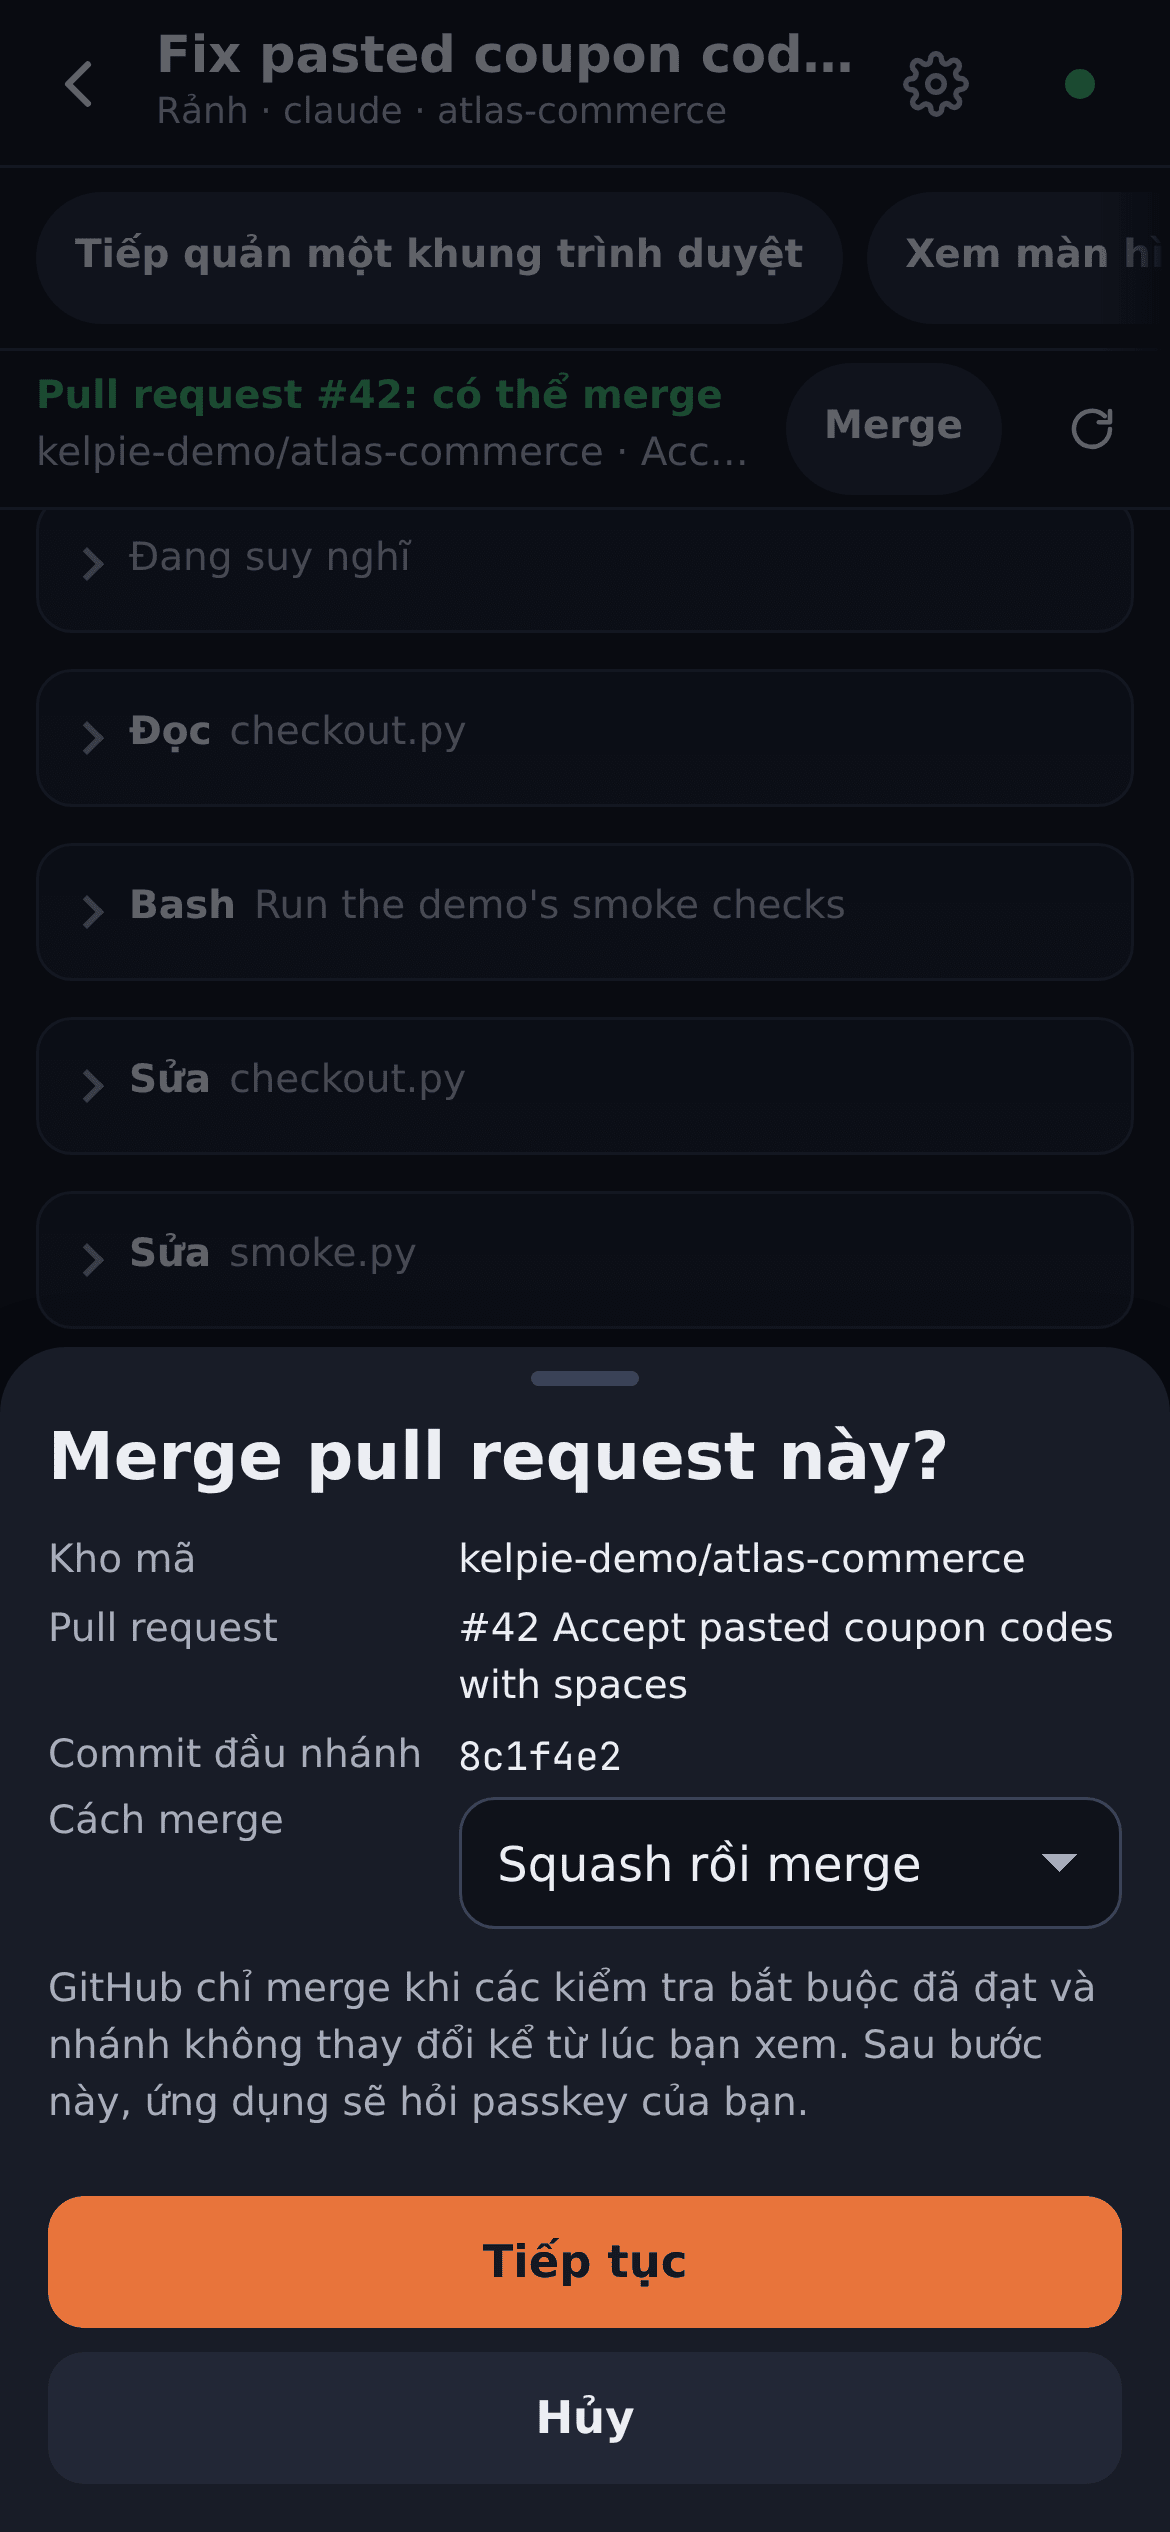 Fix pasted coupon cod...
Rảnh · claude · atlas-commerce
Tiếp quản một khung trình duyệt
Xem màn hì
Pull request #42: có thể merge
kelpie-demo/atlas-commerce · Acc...
Merge
Đang suy nghĩ
Đọc checkout.py
Bash Run the demo's smoke checks
Sửa checkout.py
Sửa smoke.py
Merge pull request này?
Kho mã kelpie-demo/atlas-commerce
Pull request #42 Accept pasted coupon codes
with spaces
Commit đầu nhánh 8c1f4e2
Cách merge
Squash rồi merge
GitHub chỉ merge khi các kiểm tra bắt buộc đã đạt và
nhánh không thay đổi kể từ lúc bạn xem. Sau bước
này, ứng dụng sẽ hỏi passkey của bạn.
Tiếp tục
Hủy